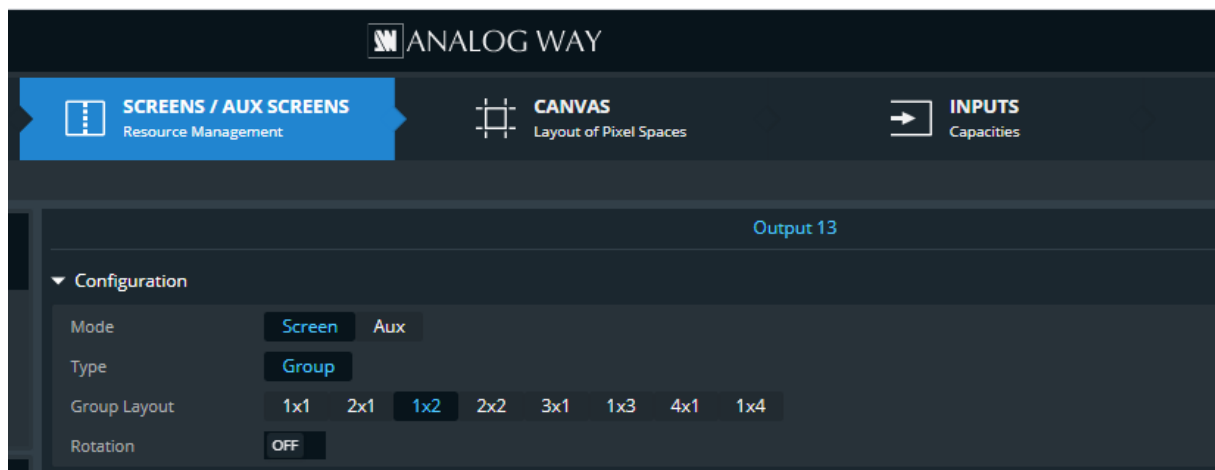 ANALOG WAY
SCREENS / AUX SCREENS
Resource Management
CANVAS
Layout of Pixel Spaces
INPUTS
Capacities
Output 13
Configuration
Mode Screen Aux
Type Group
Group Layout 1x1 2x1 1x2 2x2 3x1 1x3 4x1 1x4
Rotation OFF